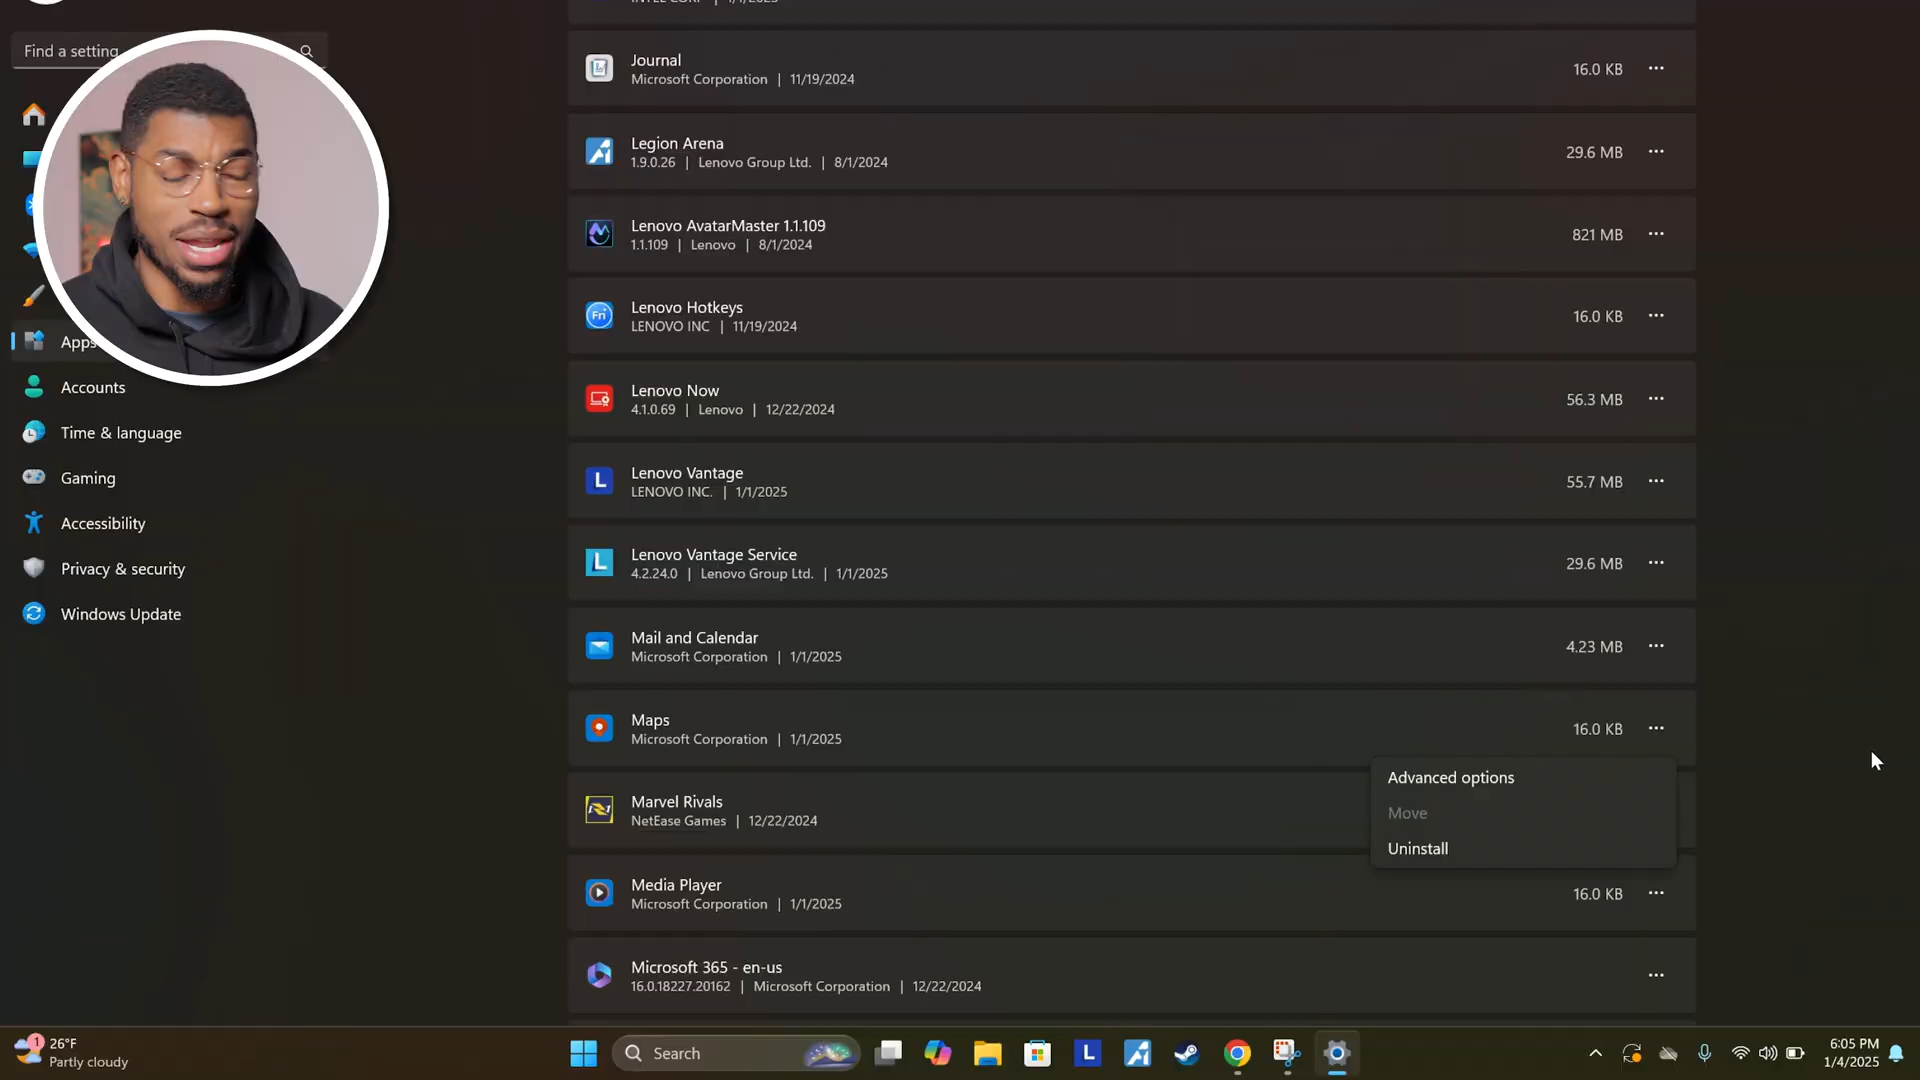 Find a setting
Apps
Accounts
Time & language
Gaming
Accessibility
Privacy & security
Windows Update
Journal
Microsoft Corporation | 11/19/2024
16.0 KB
Legion Arena
1.9.0.26 | Lenovo Group Ltd. | 8/1/2024
29.6 MB
Lenovo AvatarMaster 1.1.109
1.1.109 | Lenovo | 8/1/2024
821 MB
Lenovo Hotkeys
LENOVO INC | 11/19/2024
16.0 KB
Lenovo Now
4.1.0.69 | Lenovo | 12/22/2024
56.3 MB
Lenovo Vantage
LENOVO INC. | 1/1/2025
55.7 MB
Lenovo Vantage Service
4.2.24.0 | Lenovo Group Ltd. | 1/1/2025
29.6 MB
Mail and Calendar
Microsoft Corporation | 1/1/2025
4.23 MB
Maps
Microsoft Corporation | 1/1/2025
16.0 KB
Advanced options
Move
Uninstall
Marvel Rivals
NetEase Games | 12/22/2024
Media Player
Microsoft Corporation | 1/1/2025
16.0 KB
Microsoft 365 - en-us
16.0.18227.20162 | Microsoft Corporation | 12/22/2024
1
26°F
Partly cloudy
Search
6:05 PM
1/4/2025